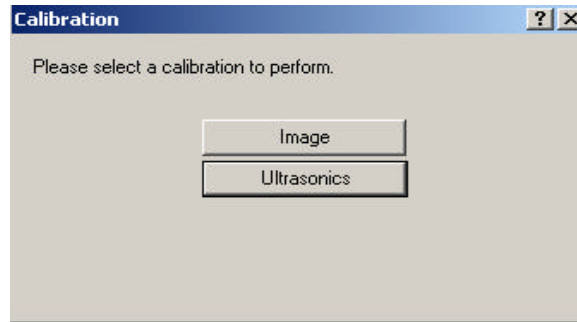 Calibration
Please select a calibration to perform.
Image
Ultrasonics